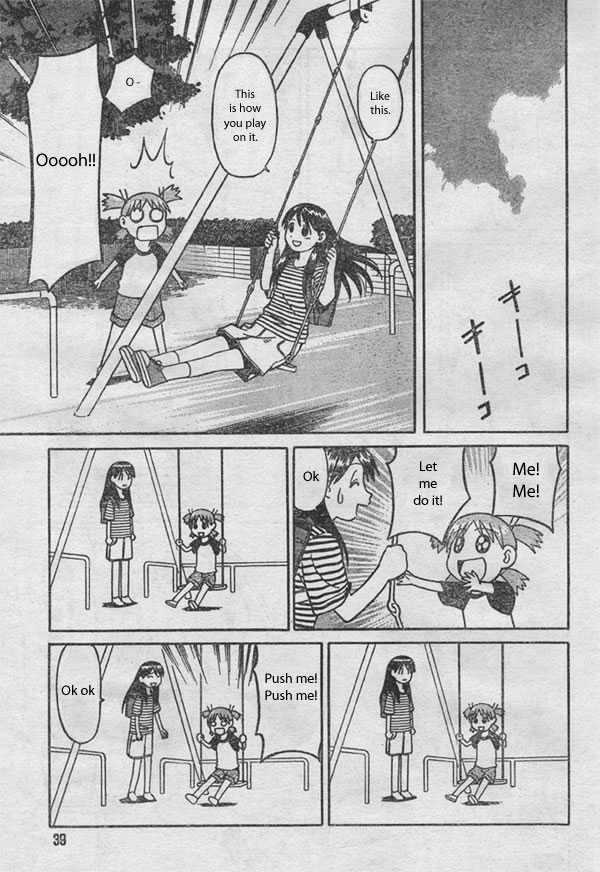 キーコ
キーコ
Like
this.
This
is how
you play
on it.
O -
Ooooh!!
Me!
Me!
Let
me
do it!
Ok
Push me!
Push me!
Ok ok
39